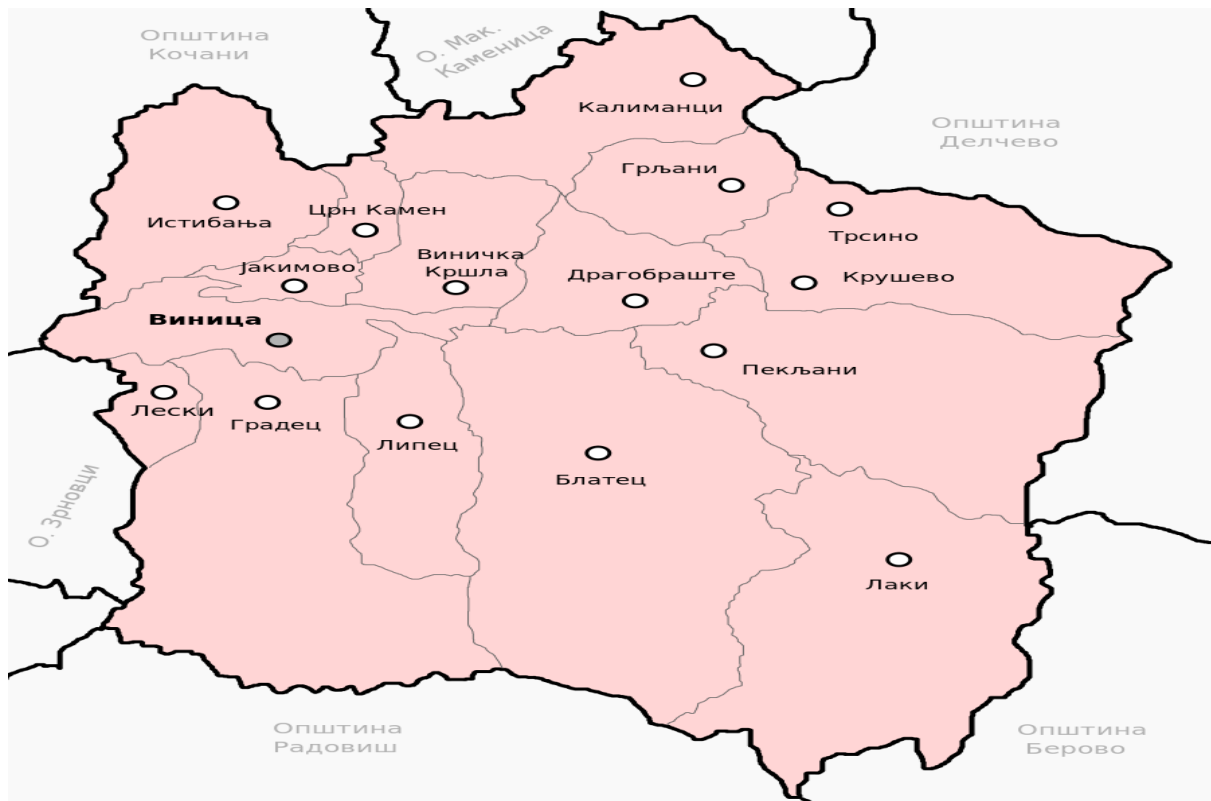 Општина
Кочани
О. Мак.
Каменица
Калиманци
Општина
Делчево
Грљани
Истибања
Црн Камен
Трсино
Виничка
Кршла
Јакимово
Драгобраште
Крушево
Виница
Пекљани
Лески
Градец
Липец
Блатец
О. Зрновци
Лаки
Општина
Радовиш
Општина
Берово